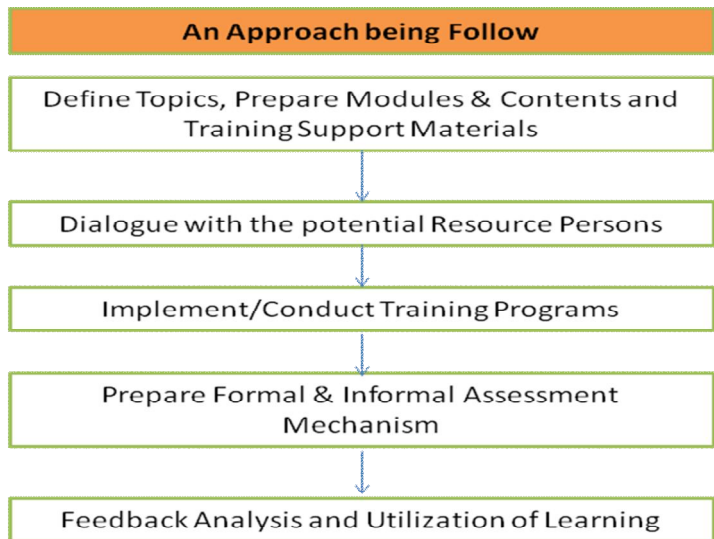 An Approach being Follow
Define Topics, Prepare Modules & Contents and
Training Support Materials
Dialogue with the potential Resource Persons
Implement/Conduct Training Programs
Prepare Formal & Informal Assessment
Mechanism
Feedback Analysis and Utilization of Learning